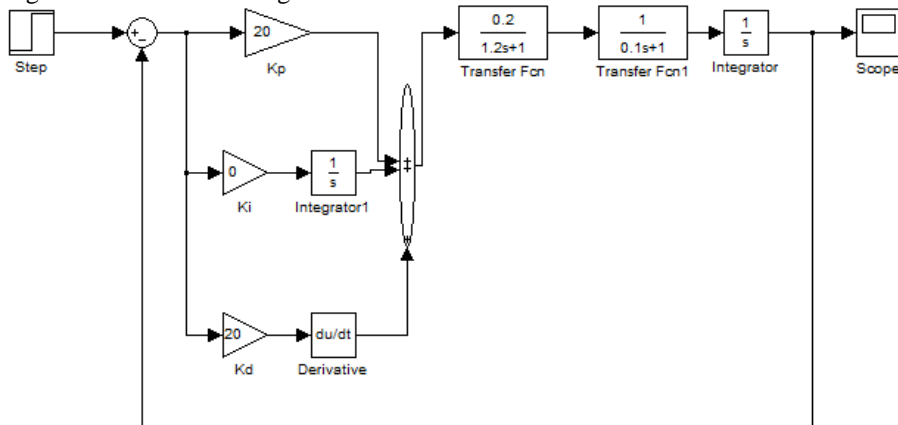 Step
+
-
20
Kp
0
Ki
1
s
Integrator1
20
Kd
du/dt
Derivative
+
+
+
0.2
1.2s+1
Transfer Fcn
1
0.1s+1
Transfer Fcn1
1
s
Integrator
Scope